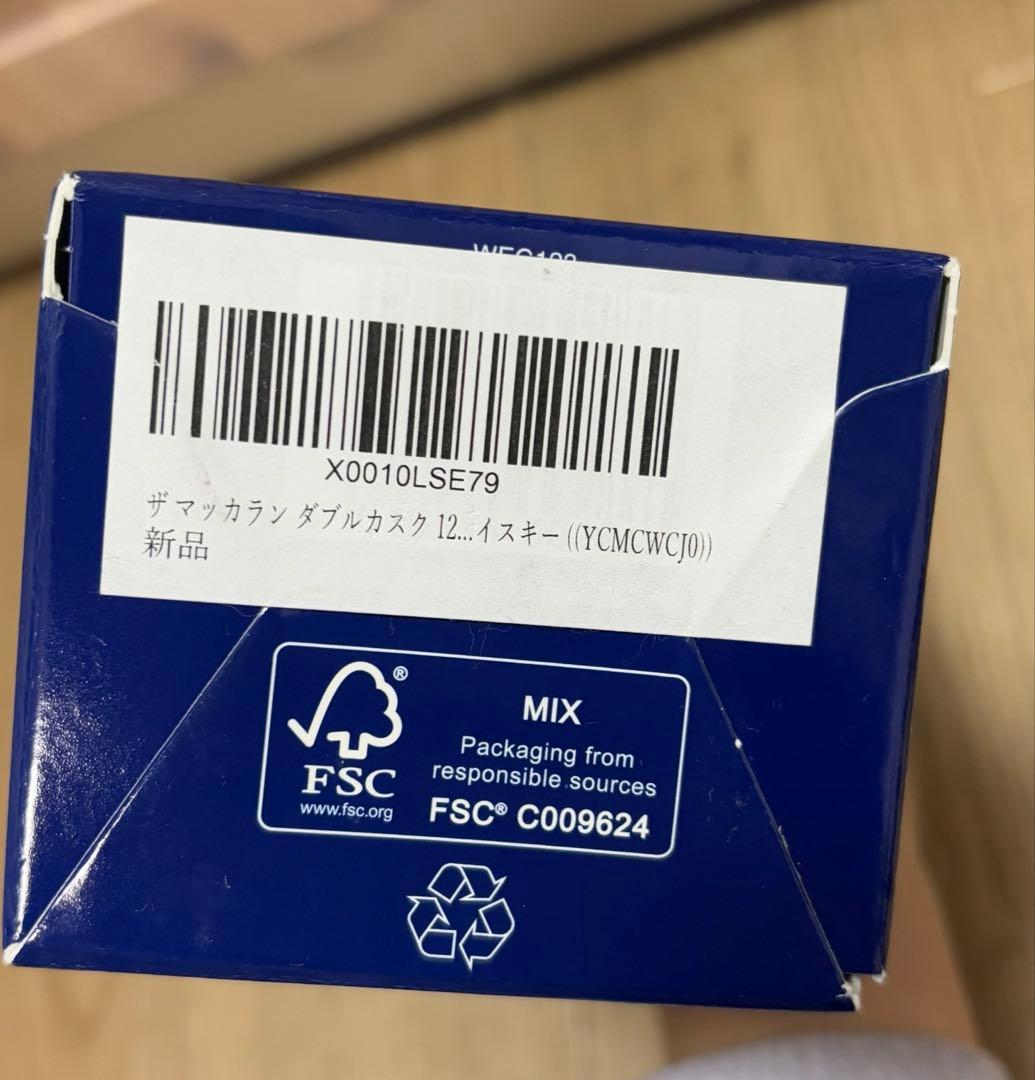 X0010LSE79
ザ マッカラン ダブルカスク 12...イスキー ((YCMCWCJ0))
新品
®
FSC
www.fsc.org
MIX
Packaging from
responsible sources
FSC® C009624